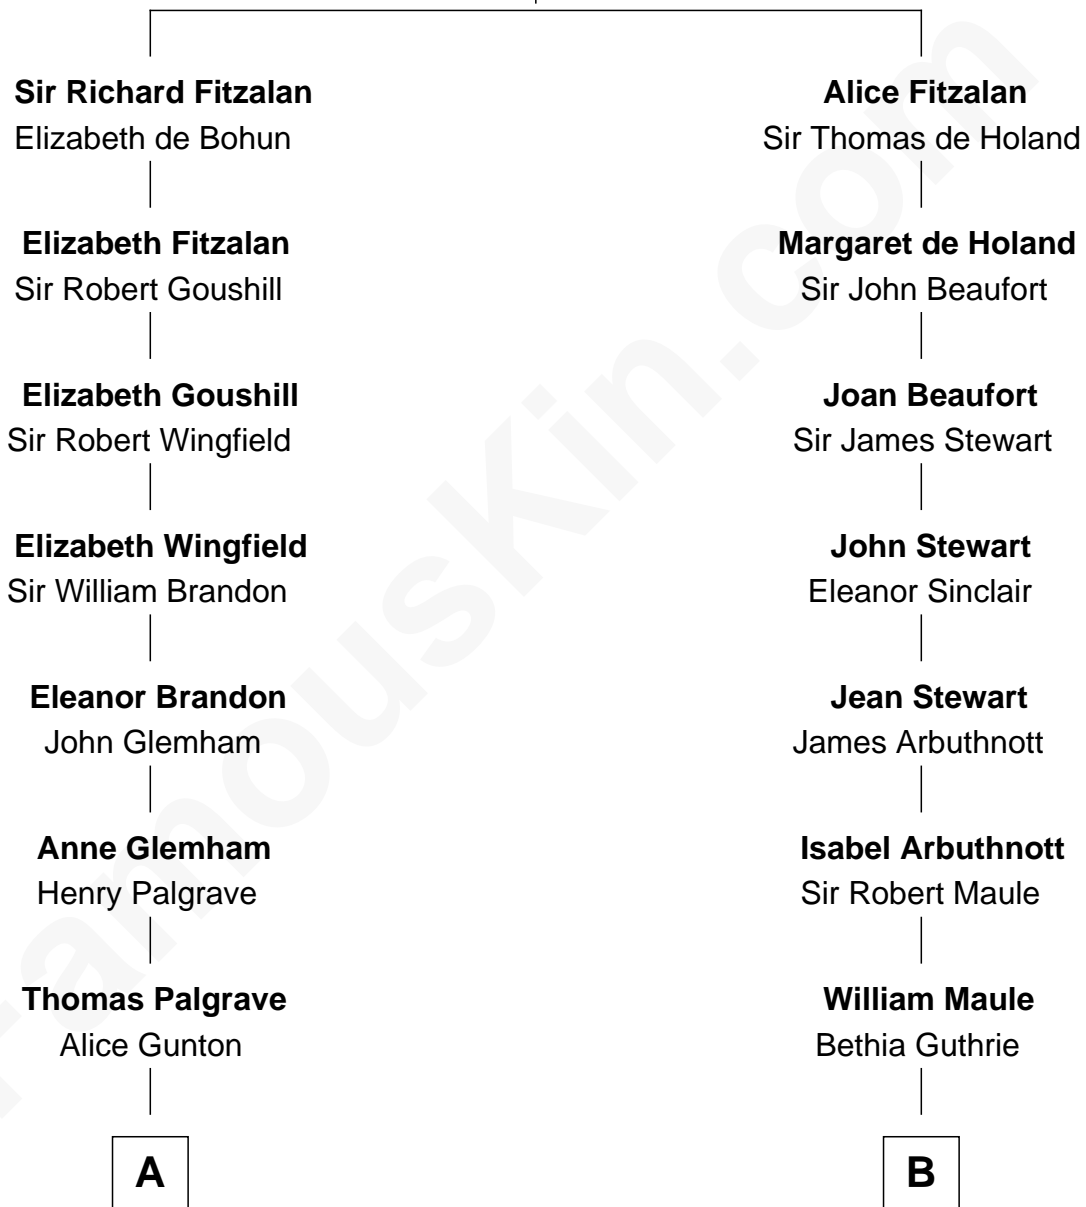 Sir Richard Fitzalan
Elizabeth de Bohun
Elizabeth Fitzalan
Sir Robert Goushill
Elizabeth Goushill
Sir Robert Wingfield
Elizabeth Wingfield
Sir William Brandon
Eleanor Brandon
John Glemham
Anne Glemham
Henry Palgrave
Thomas Palgrave
Alice Gunton
A
Alice Fitzalan
Sir Thomas de Holand
Margaret de Holand
Sir John Beaufort
Joan Beaufort
Sir James Stewart
John Stewart
Eleanor Sinclair
Jean Stewart
James Arbuthnott
Isabel Arbuthnott
Sir Robert Maule
William Maule
Bethia Guthrie
B
FamousKin.com